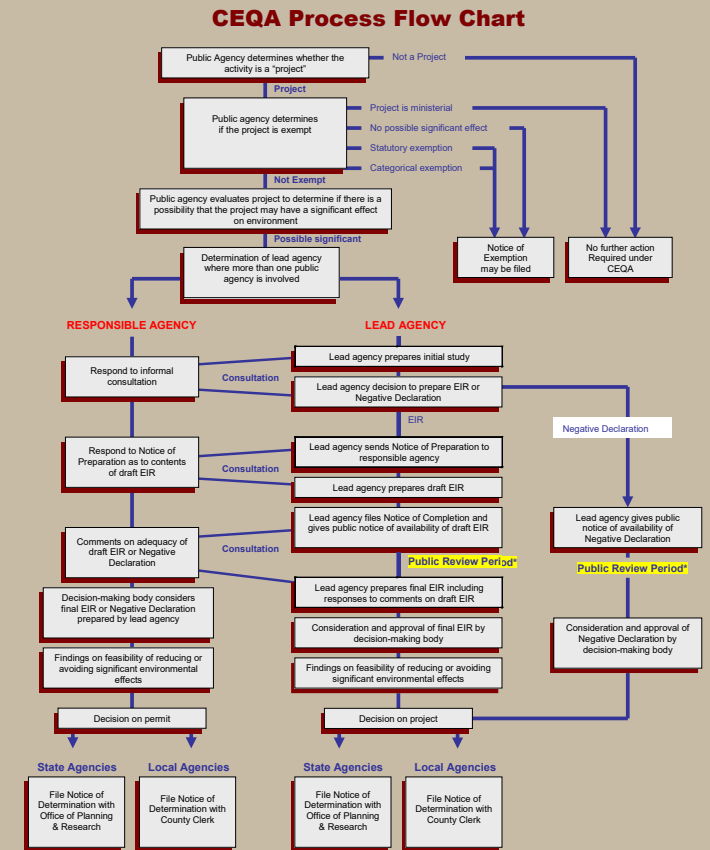 CEQA Process Flow Chart
Public Agency determines whether the
activity is a "project"
Not a Project
Project
Public agency determines
if the project is exempt
Project is ministerial
No possible significant effect
Statutory exemption
Categorical exemption
Not Exempt
Public agency evaluates project to determine if there is a
possibility that the project may have a significant effect
on environment
Possible significant
Determination of lead agency
where more than one public
agency is involved
Notice of
Exemption
may be filed
No further action
Required under
CEQA
RESPONSIBLE AGENCY
LEAD AGENCY
Respond to informal
consultation
Consultation
Lead agency prepares initial study
Lead agency decision to prepare EIR or
Negative Declaration
EIR
Negative Declaration
Respond to Notice of
Preparation as to contents
of draft EIR
Consultation
Lead agency sends Notice of Preparation to
responsible agency
Lead agency prepares draft EIR
Comments on adequacy of
draft EIR or Negative
Declaration
Consultation
Lead agency files Notice of Completion and
gives public notice of availability of draft EIR
Lead agency gives public
notice of availability of
Negative Declaration
Public Review Period*
Public Review Period*
Decision-making body considers
final EIR or Negative Declaration
prepared by lead agency
Lead agency prepares final EIR including
responses to comments on draft EIR
Consideration and approval of final EIR by
decision-making body
Consideration and approval of
Negative Declaration by
decision-making body
Findings on feasibility of reducing or
avoiding significant environmental
effects
Findings on feasibility of reducing or avoiding
significant environmental effects
Decision on permit
Decision on project
State Agencies
Local Agencies
State Agencies
Local Agencies
File Notice of
Determination with
Office of Planning
& Research
File Notice of
Determination with
County Clerk
File Notice of
Determination with
Office of Planning
& Research
File Notice of
Determination with
County Clerk